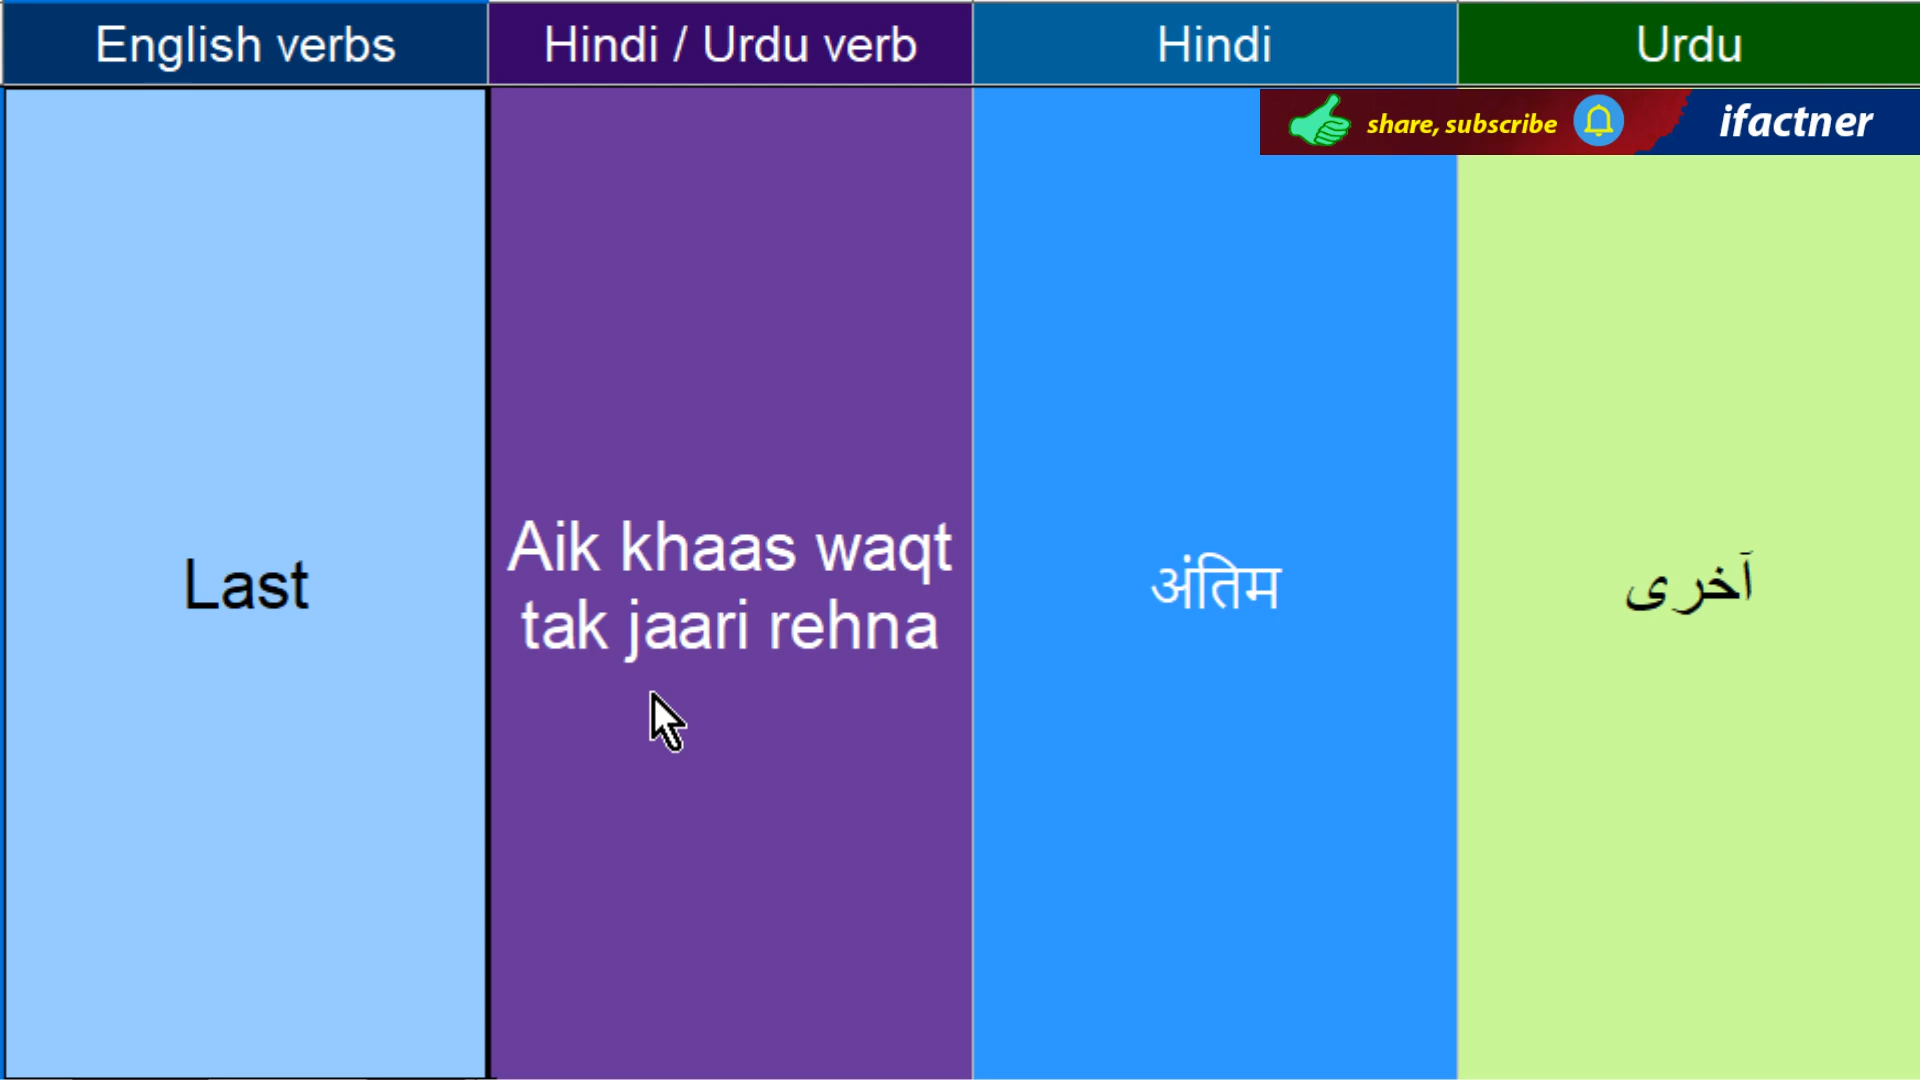 English verbs
Hindi / Urdu verb
Hindi
Urdu
share, subscribe
ifactner
Last
Aik khaas waqt
tak jaari rehna
अंतिम
آخری